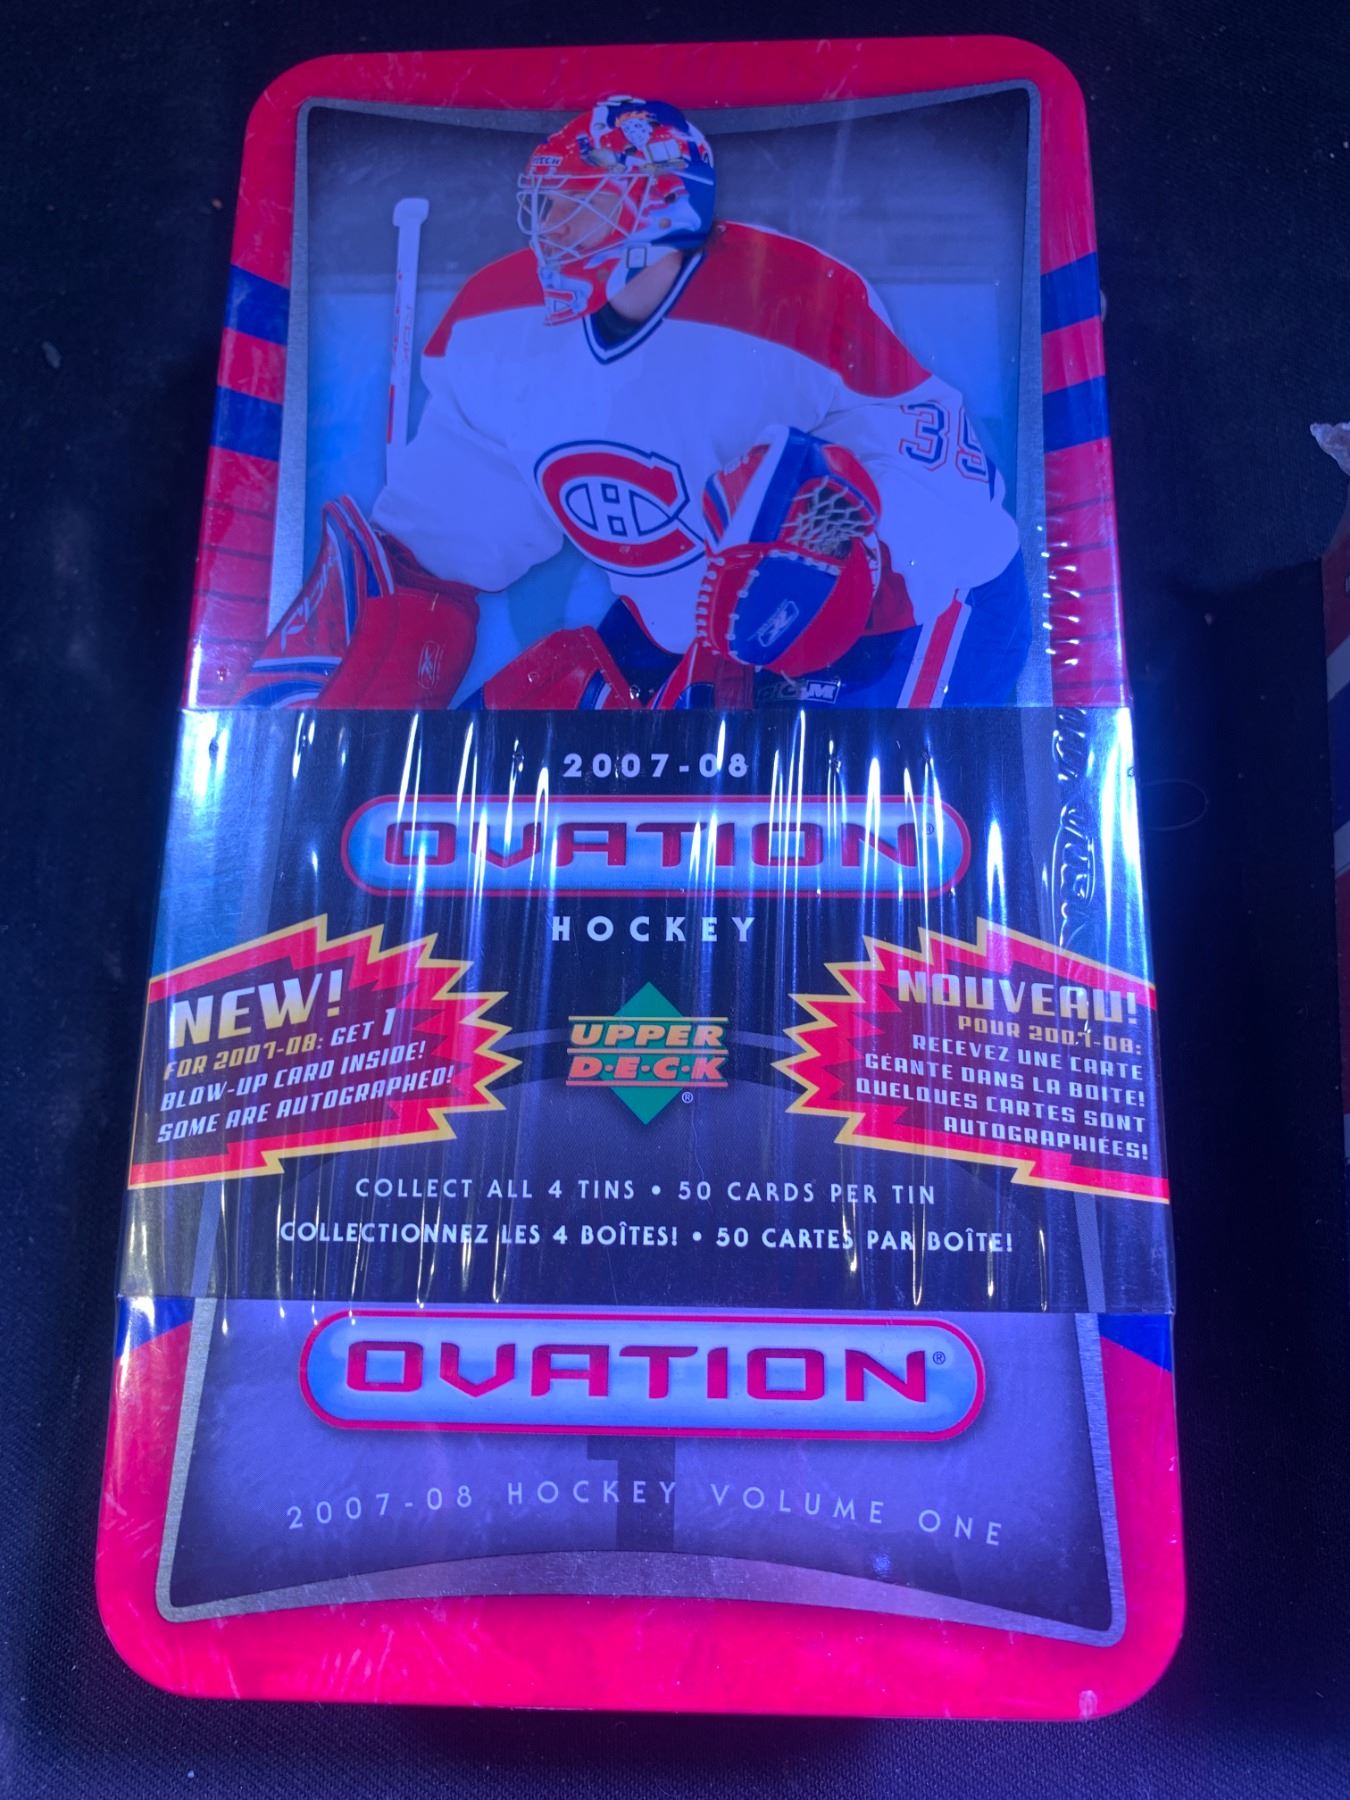 35
2007-08
OVATION®
HOCKEY
NEW!
FOR 2007-08: GET 1
BLOW-UP CARD INSIDE!
SOME ARE AUTOGRAPHED!
UPPER
D·E·C·K
®
NOUVEAU!
POUR 2007-08:
RECEVEZ UNE CARTE
GÉANTE DANS LA BOITE!
QUELQUES CARTES SONT
AUTOGRAPHIÉES!
COLLECT ALL 4 TINS • 50 CARDS PER TIN
COLLECTIONNEZ LES 4 BOÎTES! • 50 CARTES PAR BOÎTE!
OVATION®
1
2007-08 HOCKEY VOLUME ONE